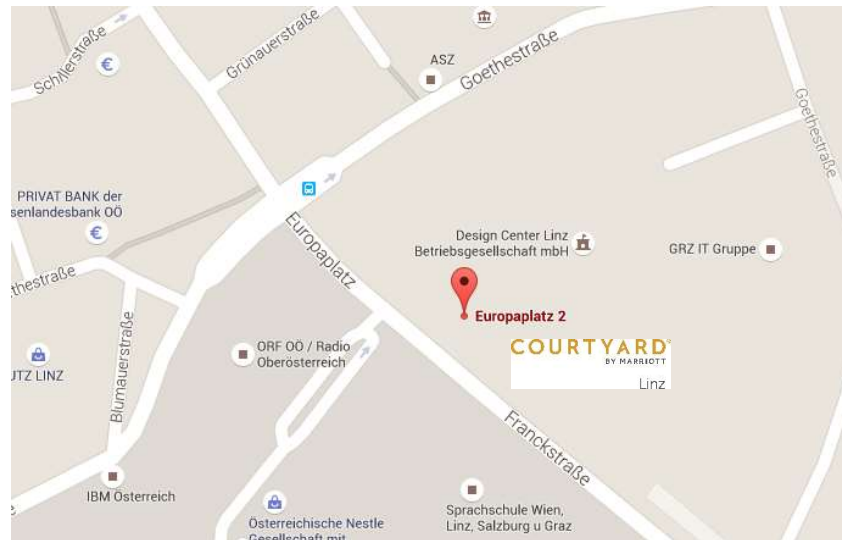 Schillerstraße
Grünauerstraße
ASZ
Goethestraße
Goethestraße
PRIVAT BANK der
senlandesbank OÖ
Europaplatz
Design Center Linz
Betriebsgesellschaft mbH
GRZ IT Gruppe
thestraße
Europaplatz 2
ORF OÖ / Radio
Oberösterreich
COURTYARD
BY MARRIOTT
Linz
UTZ LINZ
Blumauerstraße
Franckstraße
IBM Österreich
Sprachschule Wien,
Linz, Salzburg u Graz
Österreichische Nestle
Gesellschaft mit